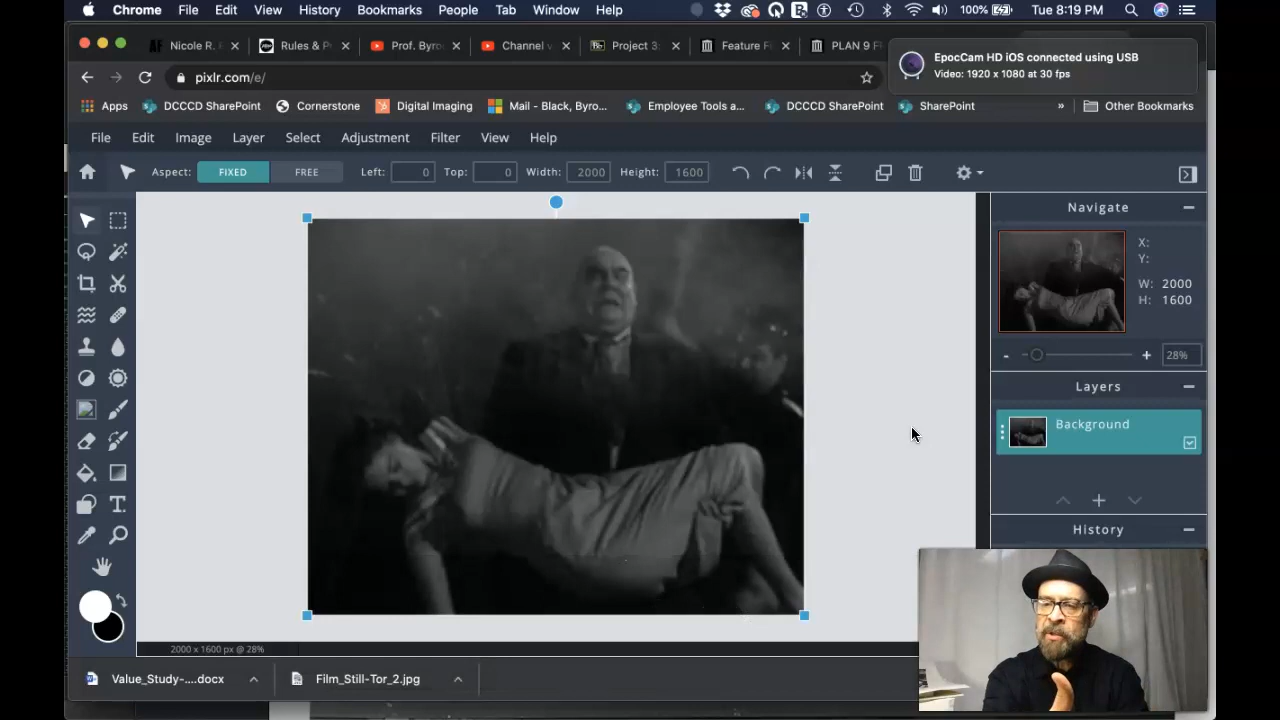 Chrome File Edit View History Bookmarks People Tab Window Help 100% Tue 8:19 PM
Nicole R. E Rules & P Prof. Byro Channel v Project 3: Feature F PLAN 9 F
EpocCam HD iOS connected using USB
Video: 1920 x 1080 at 30 fps
pixlr.com/e/
Apps DCCCD SharePoint Cornerstone Digital Imaging Mail - Black, Byro... Employee Tools a... DCCCD SharePoint SharePoint » Other Bookmarks
File Edit Image Layer Select Adjustment Filter View Help
Aspect: FIXED FREE Left: 0 Top: 0 Width: 2000 Height: 1600
Navigate
X:
Y:
W: 2000
H: 1600
- + 28%
Layers
Background
History
2000 x 1600 px @ 28%
Value_Study-....docx Film_Still-Tor_2.jpg